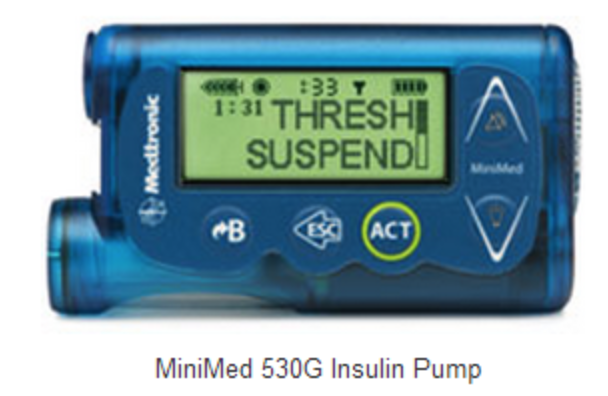 :33
1:31 THRESH
SUSPEND
Medtronic
MiniMed
B
ESC
ACT
MiniMed 530G Insulin Pump